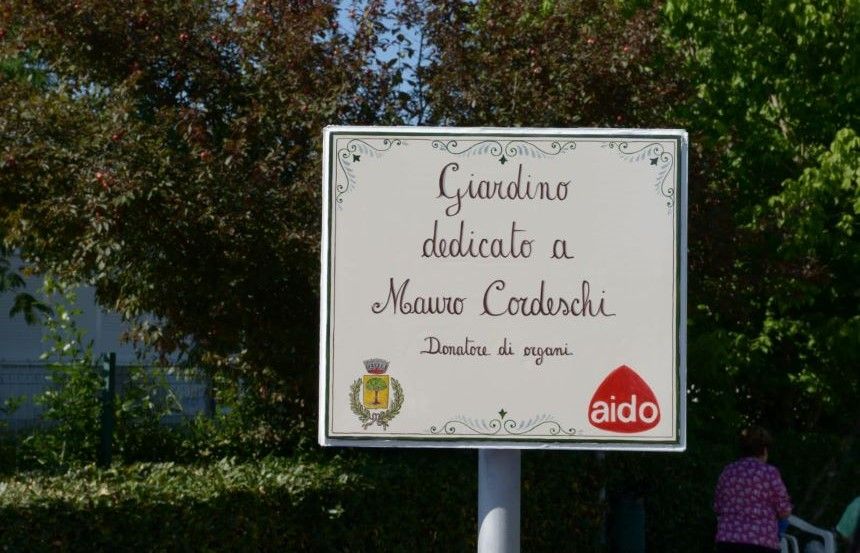 Giardino
dedicato a
Mauro Cordeschi
Donatore di organi
aido